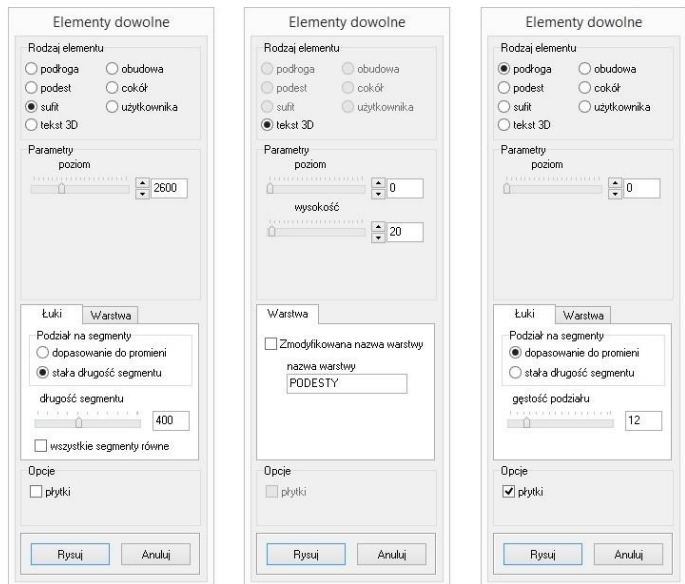 Elementy dowolne
Rodzaj elementu
podłoga obudowa
podest cokół
sufit użytkownika
tekst 3D
Parametry
poziom
2600
Łuki Warstwa
Podział na segmenty
dopasowanie do promieni
stała długość segmentu
długość segmentu
400
wszystkie segmenty równe
Opcje
płytki
Rysuj Anuluj
Elementy dowolne
Rodzaj elementu
podłoga obudowa
podest cokół
sufit użytkownika
tekst 3D
Parametry
poziom
0
wysokość
20
Warstwa
Zmodyfikowana nazwa warstwy
nazwa warstwy
PODESTY
Opcje
płytki
Rysuj Anuluj
Elementy dowolne
Rodzaj elementu
podłoga obudowa
podest cokół
sufit użytkownika
tekst 3D
Parametry
poziom
0
Łuki Warstwa
Podział na segmenty
dopasowanie do promieni
stała długość segmentu
gęstość podziału
12
Opcje
płytki
Rysuj Anuluj